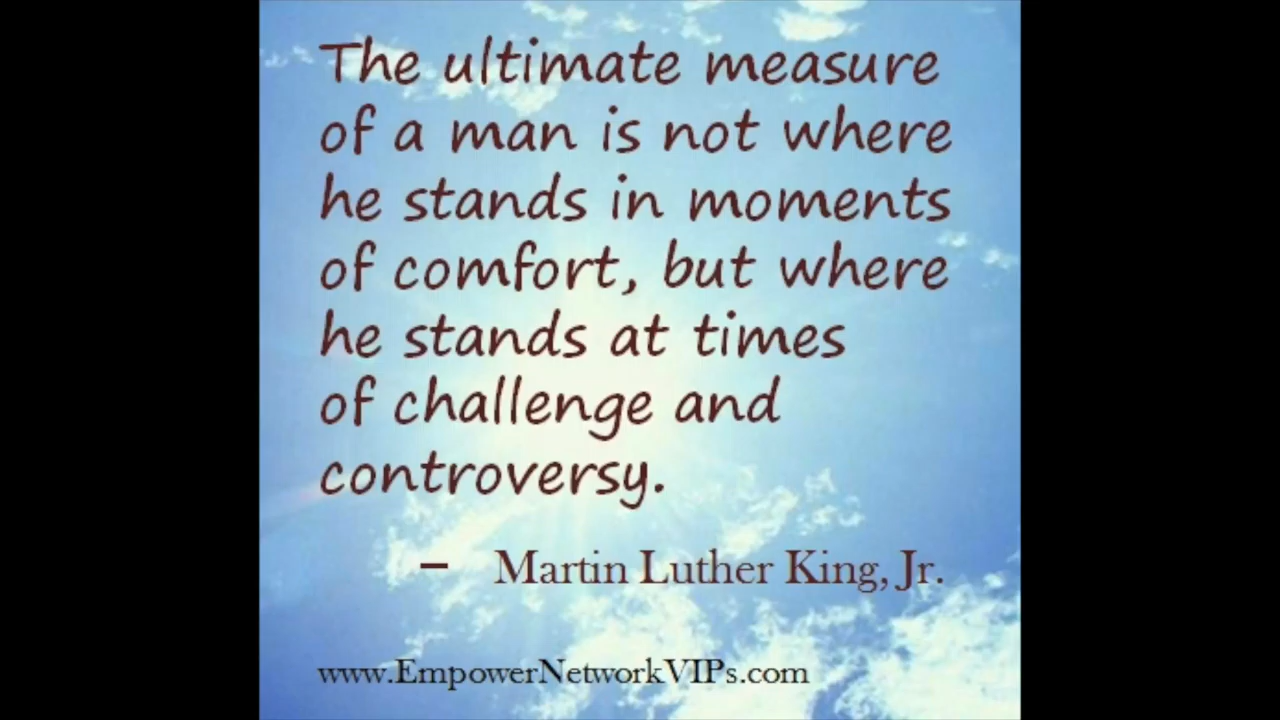 The ultimate measure
of a man is not where
he stands in moments
of comfort, but where
he stands at times
of challenge and
controversy.
– Martin Luther King, Jr.
www.EmpowerNetworkVIPs.com